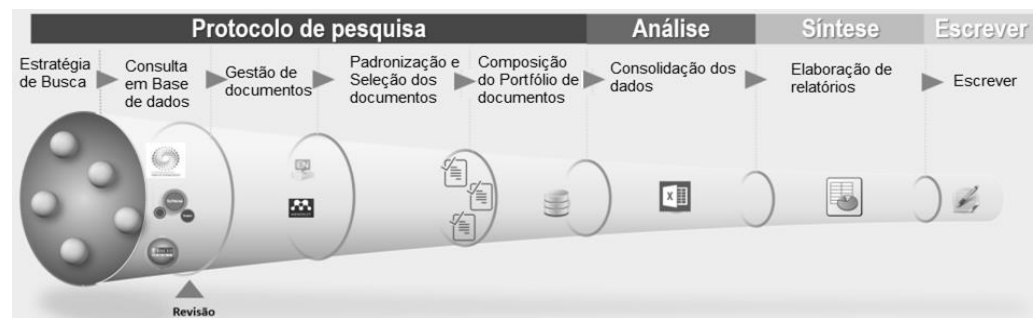 Protocolo de pesquisa
Análise
Síntese
Escrever
Estratégia
de Busca
Consulta
em Base
de dados
Gestão de
documentos
Padronização e
Seleção dos
documentos
Composição
do Portfólio de
documentos
Consolidação dos
dados
Elaboração de
relatórios
Escrever
EN
X
Revisão